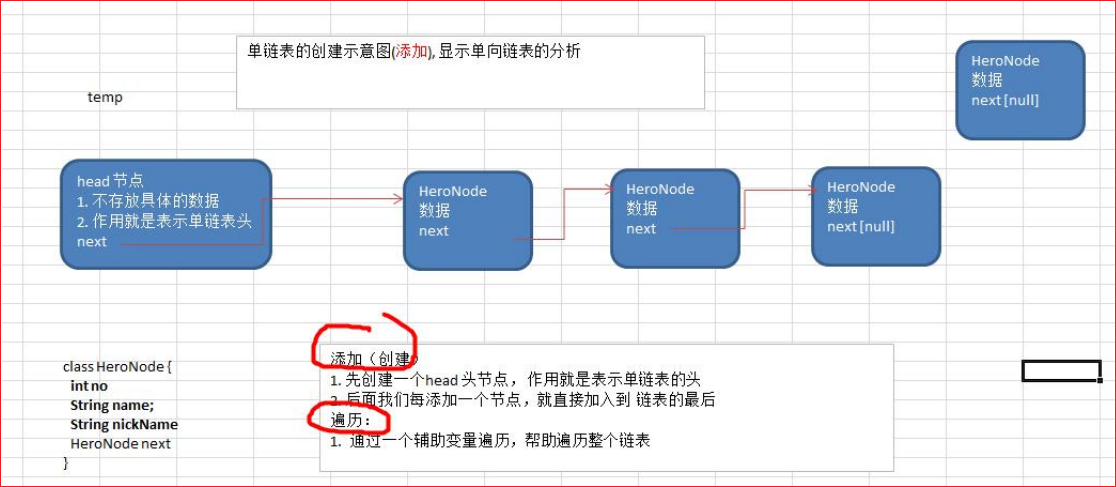 单链表的创建示意图(添加), 显示单向链表的分析
temp
HeroNode
数据
next [null]
head 节点
1. 不存放具体的数据
2. 作用就是表示单链表头
next
HeroNode
数据
next
HeroNode
数据
next
HeroNode
数据
next [null]
class HeroNode {
int no
String name;
String nickName
HeroNode next
}
添加（创建）
1. 先创建一个head 头节点， 作用就是表示单链表的头
2. 后面我们每添加一个节点，就直接加入到 链表的最后
遍历：
1. 通过一个辅助变量遍历，帮助遍历整个链表